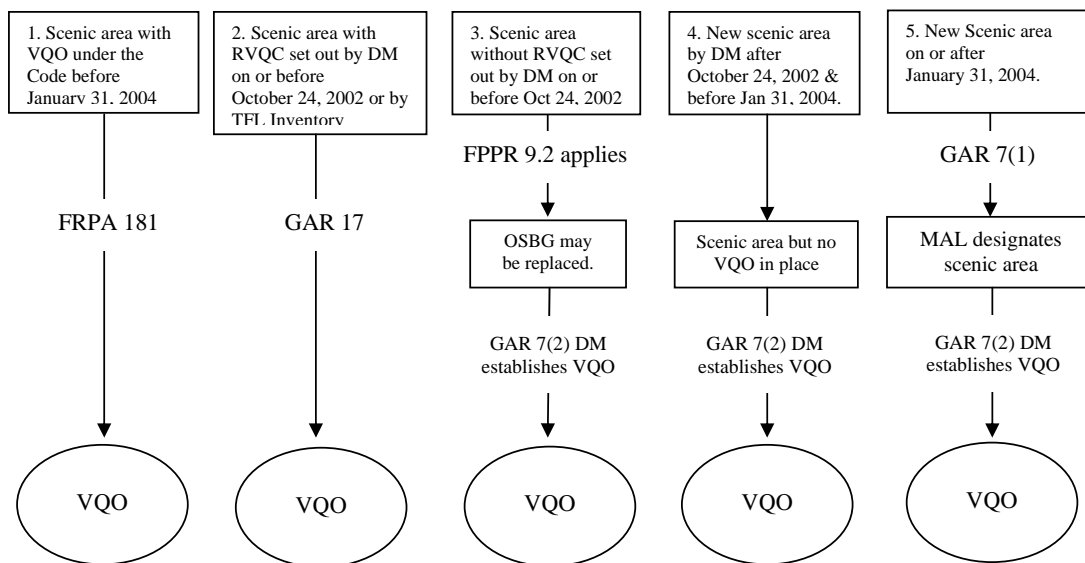 1. Scenic area with
VQO under the
Code before
January 31, 2004
2. Scenic area with
RVQC set out by DM
on or before
October 24, 2002 or by
TFL Inventory
3. Scenic area
without RVQC set
out by DM on or
before Oct 24, 2002
4. New scenic area
by DM after
October 24, 2002 &
before Jan 31, 2004.
5. New Scenic area
on or after
January 31, 2004.
FRPA 181
GAR 17
FPPR 9.2 applies
GAR 7(1)
OSBG may
be replaced.
Scenic area but no
VQO in place
MAL designates
scenic area
GAR 7(2) DM
establishes VQO
GAR 7(2) DM
establishes VQO
GAR 7(2) DM
establishes VQO
VQO
VQO
VQO
VQO
VQO